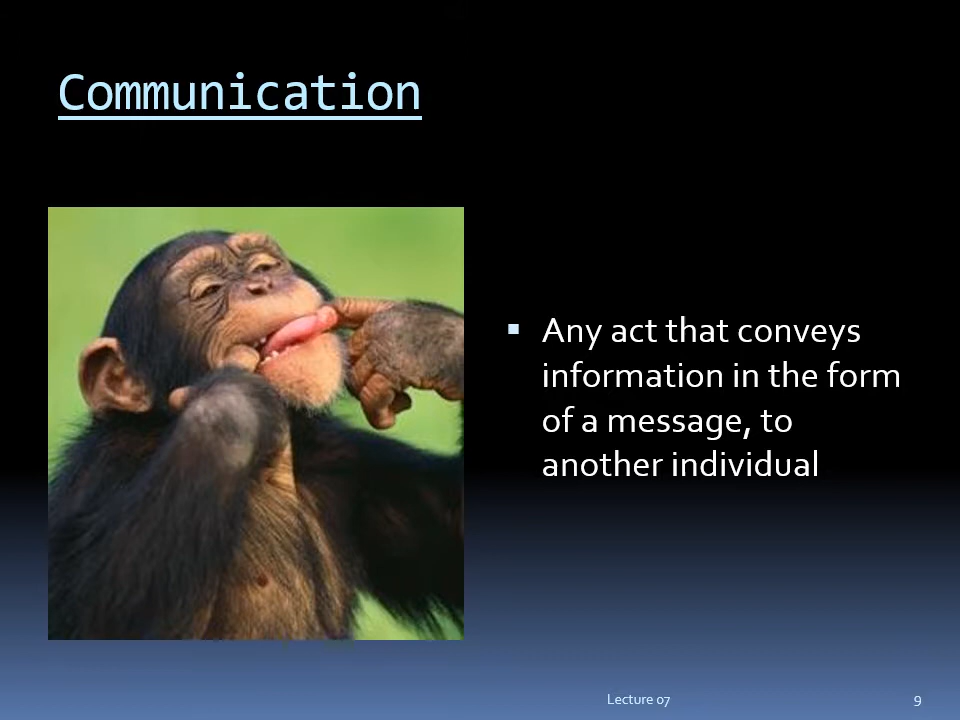 Communication
Any act that conveys
information in the form
of a message, to
another individual
Lecture 07
9